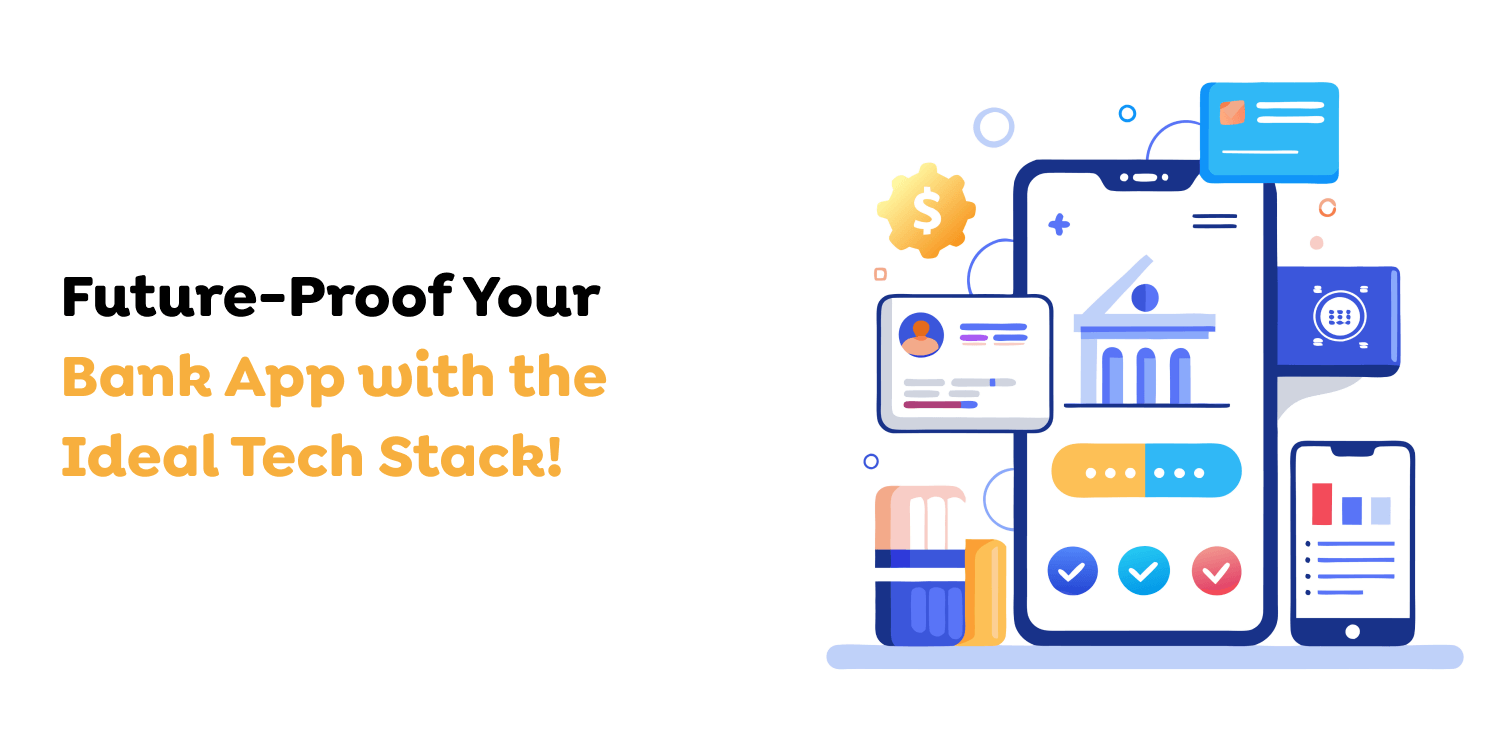 Future-Proof Your
Bank App with the
Ideal Tech Stack!
$